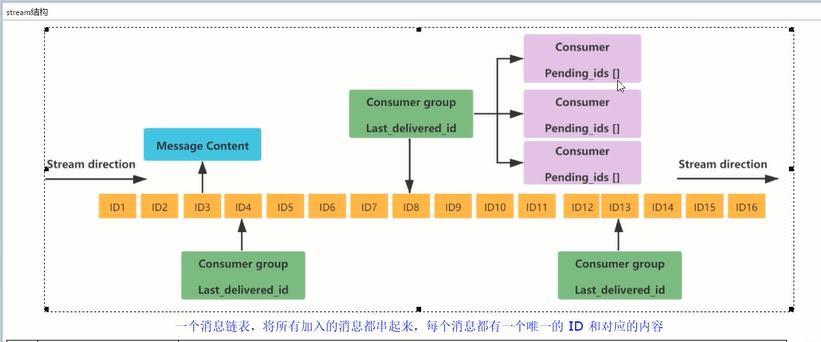 stream结构
Consumer
Pending_ids []
Consumer group
Last_delivered_id
Consumer
Pending_ids []
Message Content
Consumer
Pending_ids []
Stream direction
Stream direction
ID1 ID2 ID3 ID4 ID5 ID6 ID7 ID8 ID9 ID10 ID11 ID12 ID13 ID14 ID15 ID16
Consumer group
Last_delivered_id
Consumer group
Last_delivered_id
一个消息链表，将所有加入的消息都串起来，每个消息都有一个唯一的 ID 和对应的内容